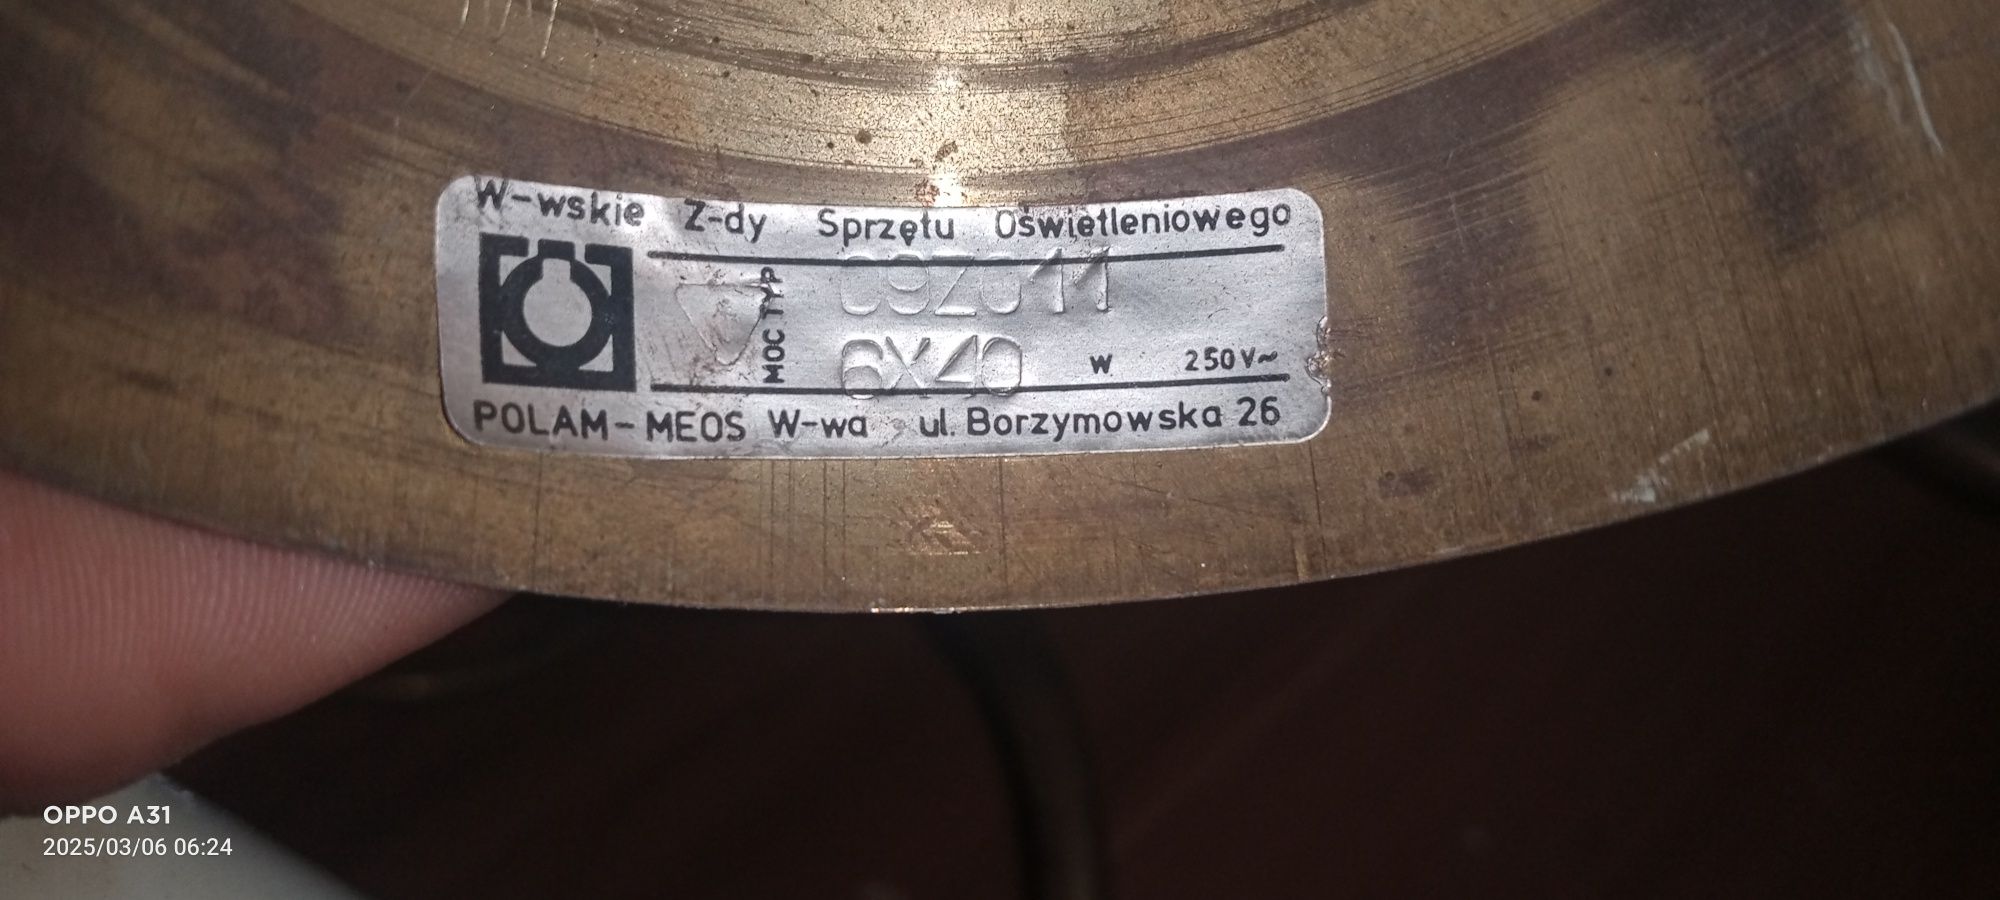 W-wskie Z-dy Sprzętu Oświetleniowego
TYP 09Z011
MOC 6X40 W 250V~
POLAM-MEOS W-wa ul. Borzymowska 26
OPPO A31
2025/03/06 06:24